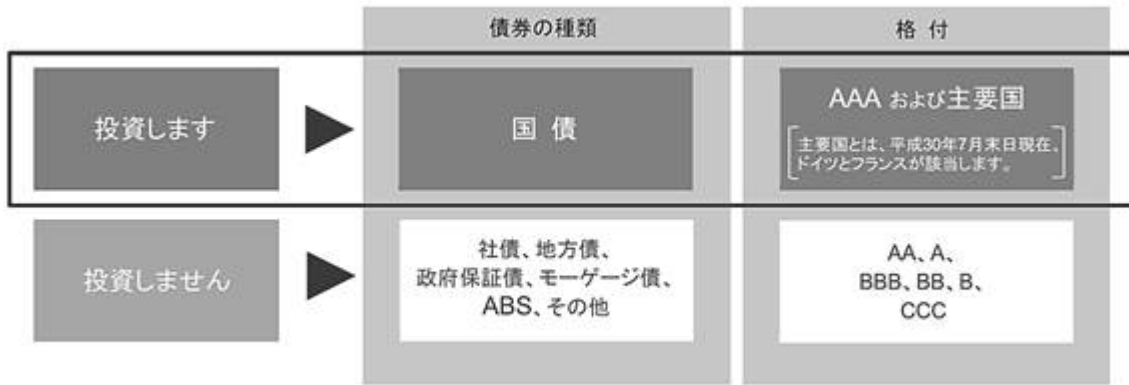 債券の種類
格 付
投資します
国 債
AAA および主要国
主要国とは、平成30年7月末日現在、
ドイツとフランスが該当します。
投資しません
社債、地方債、
政府保証債、モーゲージ債、
ABS、その他
AA、A、
BBB、BB、B、
CCC